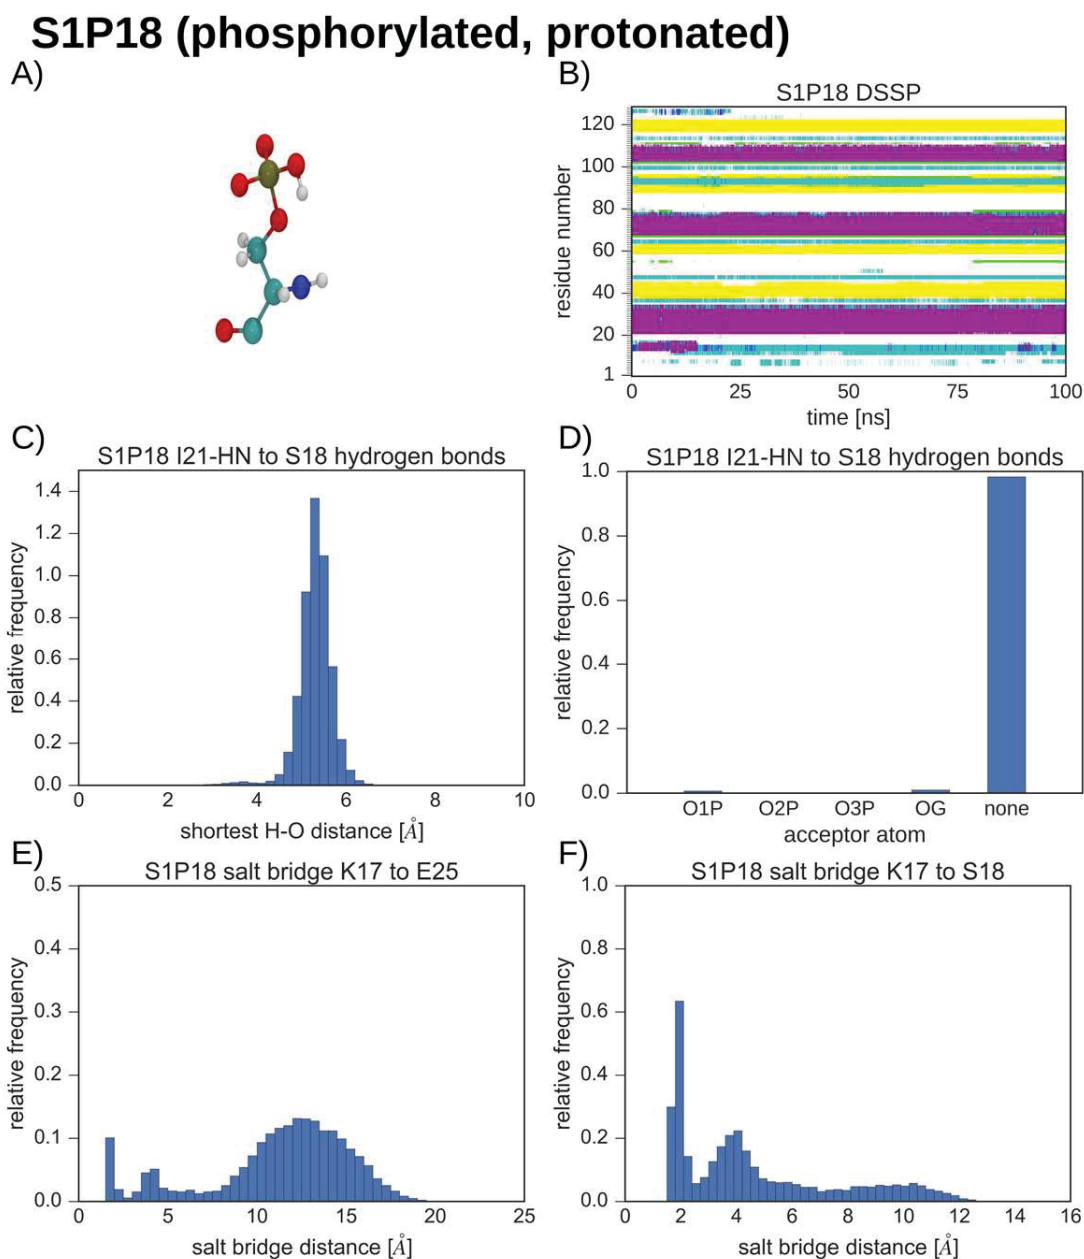 S1P18 (phosphorylated, protonated)
A)
B)
S1P18 DSSP
residue number
120
100
80
60
40
20
1
0 25 50 75 100
time [ns]
C)
S1P18 I21-HN to S18 hydrogen bonds
relative frequency
1.4
1.2
1.0
0.8
0.6
0.4
0.2
0.0
0 2 4 6 8 10
shortest H-O distance [Å]
D)
S1P18 I21-HN to S18 hydrogen bonds
relative frequency
1.0
0.8
0.6
0.4
0.2
0.0
O1P O2P O3P OG none
acceptor atom
E)
S1P18 salt bridge K17 to E25
relative frequency
0.5
0.4
0.3
0.2
0.1
0.0
0 5 10 15 20 25
salt bridge distance [Å]
F)
S1P18 salt bridge K17 to S18
relative frequency
1.0
0.8
0.6
0.4
0.2
0.0
0 2 4 6 8 10 12 14 16
salt bridge distance [Å]